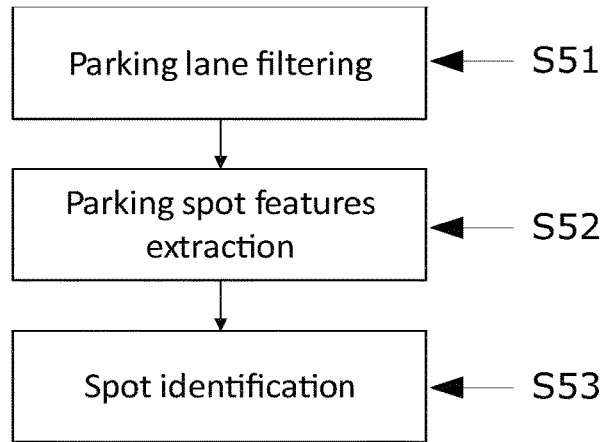 Parking lane filtering
S51
Parking spot features
extraction
S52
Spot identification
S53